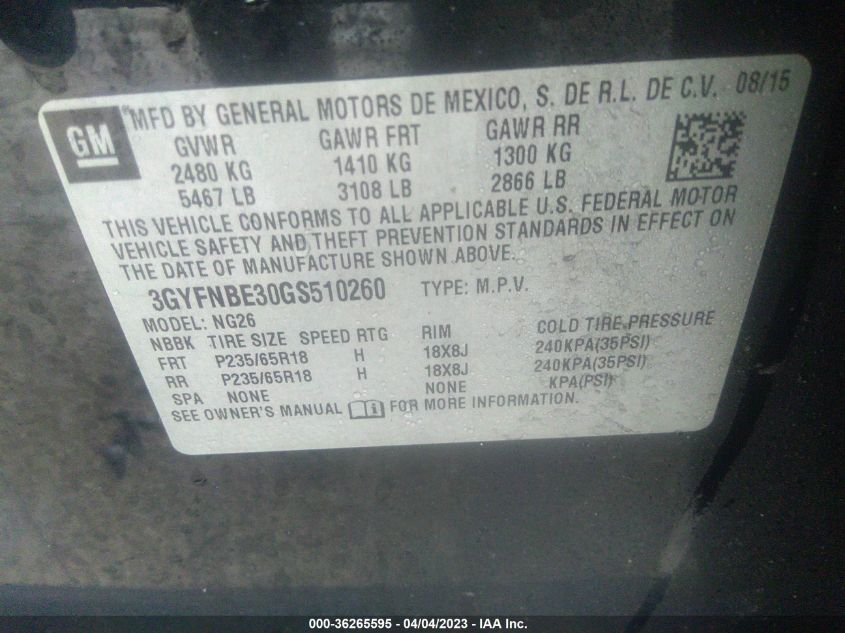 GM
MFD BY GENERAL MOTORS DE MEXICO, S. DE R.L. DE C.V. 08/15
GVWR GAWR FRT GAWR RR
2480 KG 1410 KG 1300 KG
5467 LB 3108 LB 2866 LB
THIS VEHICLE CONFORMS TO ALL APPLICABLE U.S. FEDERAL MOTOR
VEHICLE SAFETY AND THEFT PREVENTION STANDARDS IN EFFECT ON
THE DATE OF MANUFACTURE SHOWN ABOVE.
3GYFNBE30GS510260 TYPE: M.P.V.
MODEL: NG26
NBBK TIRE SIZE SPEED RTG RIM COLD TIRE PRESSURE
FRT P235/65R18 H 18X8J 240KPA(35PSI)
RR P235/65R18 H 18X8J 240KPA(35PSI)
SPA NONE NONE KPA(PSI)
SEE OWNER'S MANUAL FOR MORE INFORMATION.
000-36265595 - 04/04/2023 - IAA Inc.